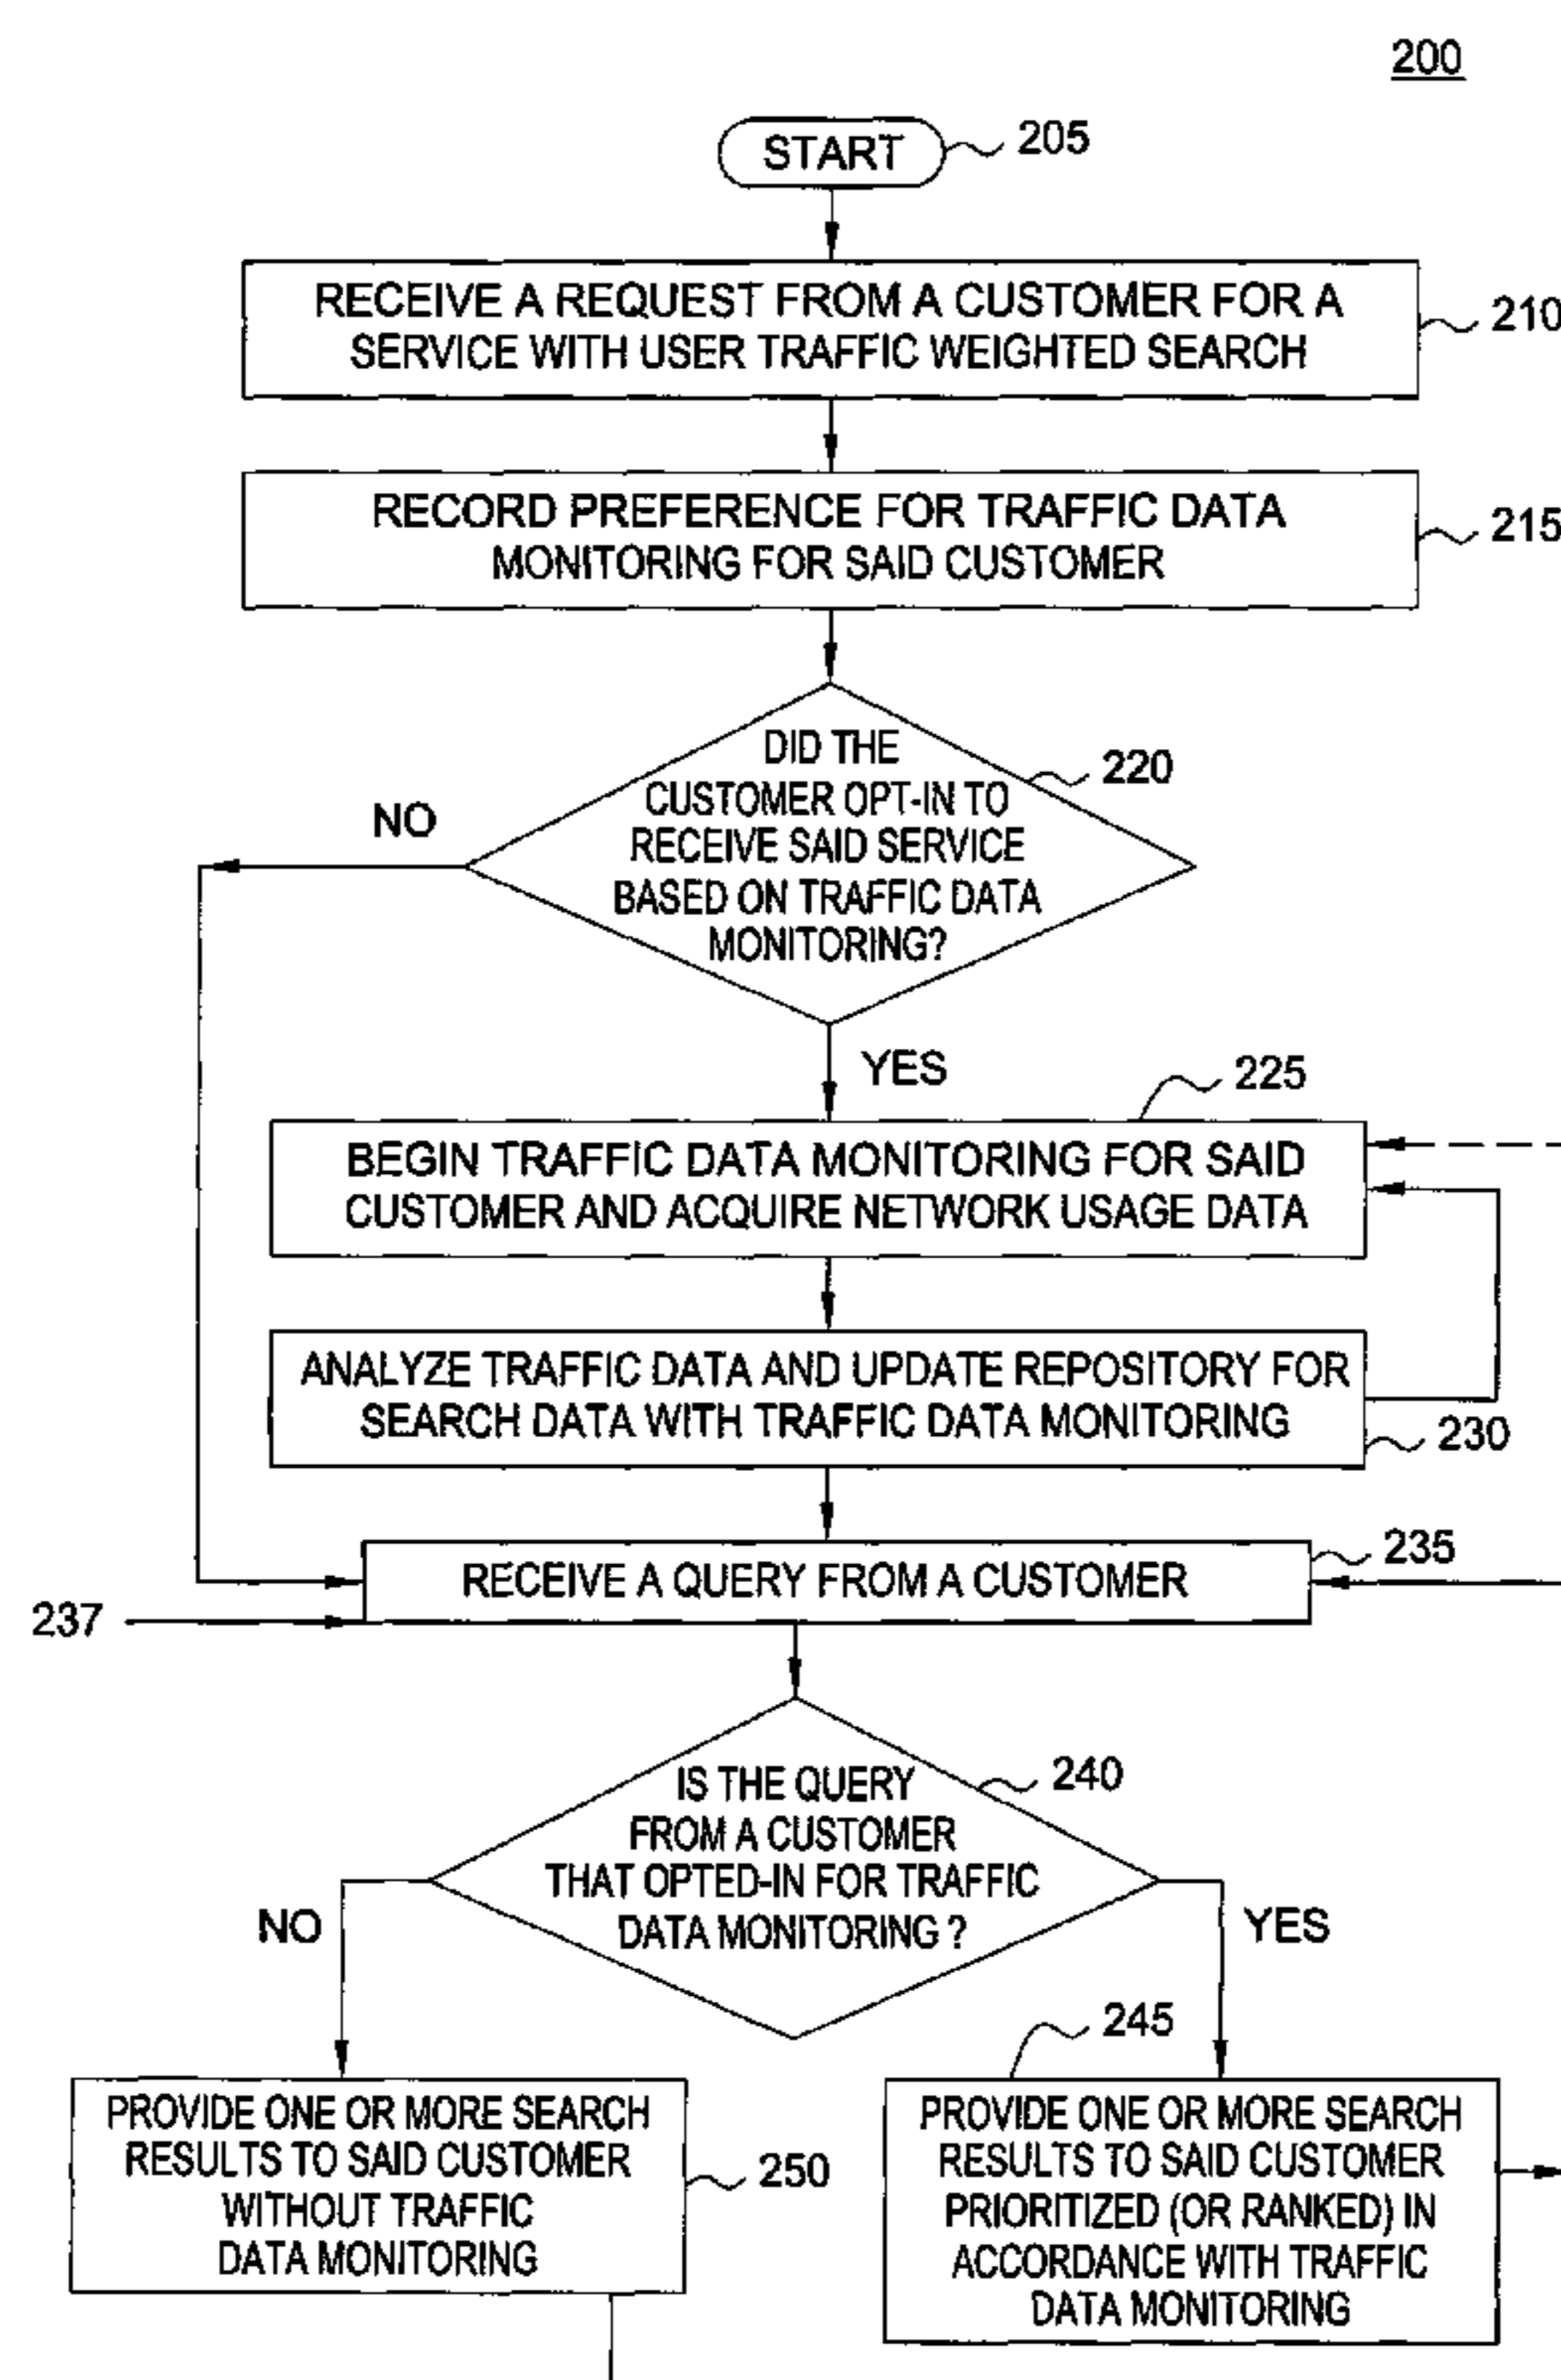 200
START
205
RECEIVE A REQUEST FROM A CUSTOMER FOR A
SERVICE WITH USER TRAFFIC WEIGHTED SEARCH
210
RECORD PREFERENCE FOR TRAFFIC DATA
MONITORING FOR SAID CUSTOMER
215
DID THE
CUSTOMER OPT-IN TO
RECEIVE SAID SERVICE
BASED ON TRAFFIC DATA
MONITORING?
220
NO
YES
225
BEGIN TRAFFIC DATA MONITORING FOR SAID
CUSTOMER AND ACQUIRE NETWORK USAGE DATA
ANALYZE TRAFFIC DATA AND UPDATE REPOSITORY FOR
SEARCH DATA WITH TRAFFIC DATA MONITORING
230
RECEIVE A QUERY FROM A CUSTOMER
235
237
IS THE QUERY
FROM A CUSTOMER
THAT OPTED-IN FOR TRAFFIC
DATA MONITORING ?
240
NO
YES
245
PROVIDE ONE OR MORE SEARCH
RESULTS TO SAID CUSTOMER
WITHOUT TRAFFIC
DATA MONITORING
250
PROVIDE ONE OR MORE SEARCH
RESULTS TO SAID CUSTOMER
PRIORITIZED (OR RANKED) IN
ACCORDANCE WITH TRAFFIC
DATA MONITORING